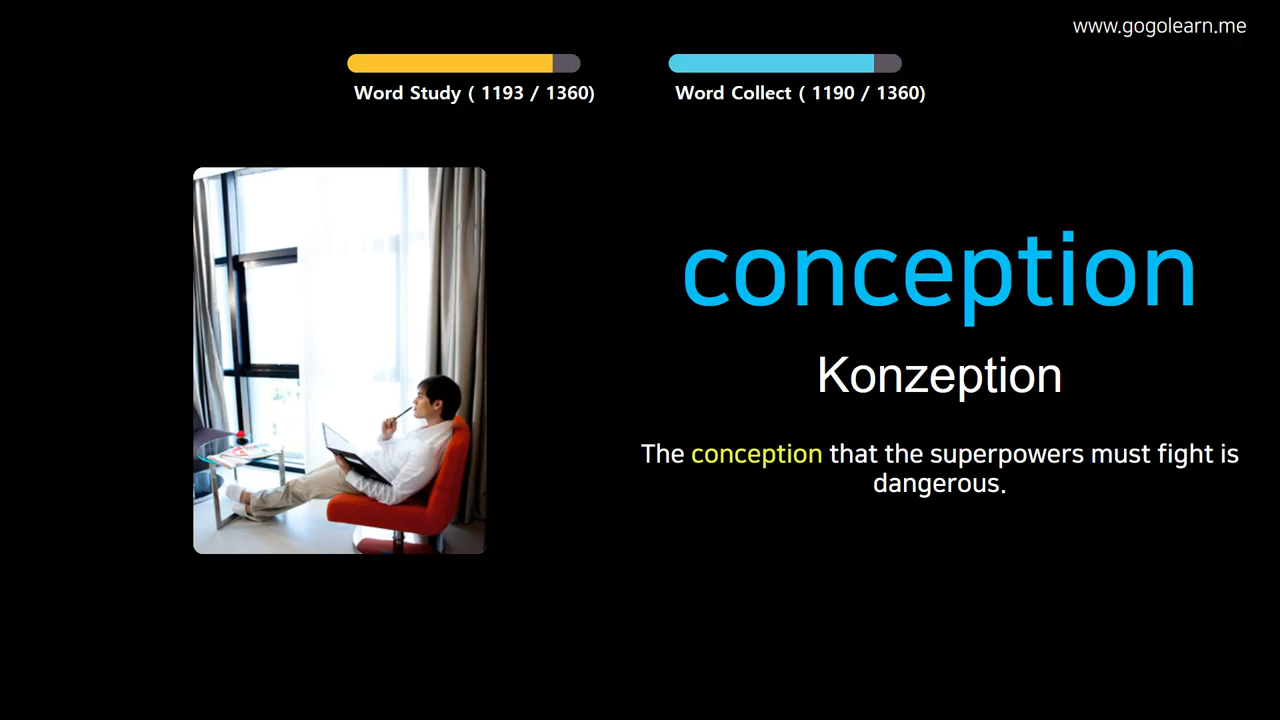 www.gogolearn.me
Word Study ( 1193 / 1360)
Word Collect ( 1190 / 1360)
conception
Konzeption
The conception that the superpowers must fight is
dangerous.